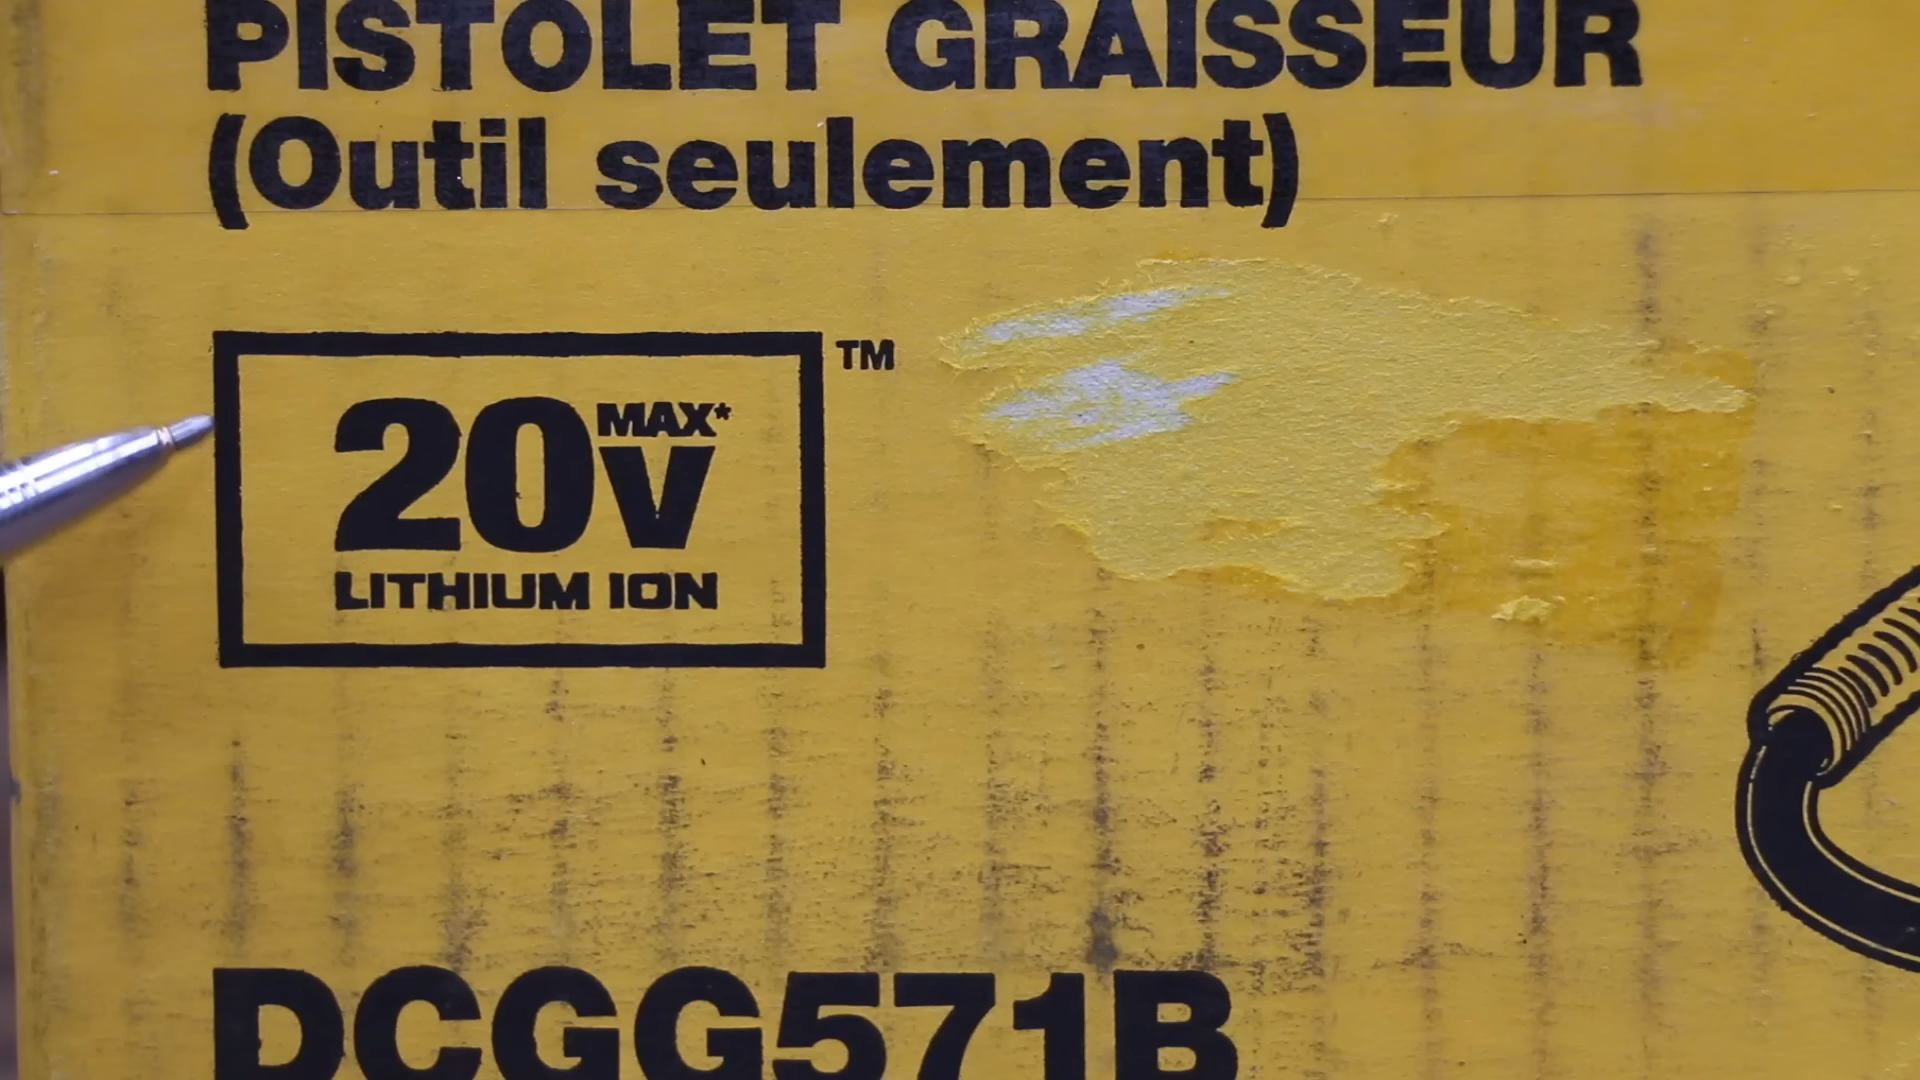 PISTOLET GRAISSEUR
(Outil seulement)
TM
20V MAX*
LITHIUM ION
DCGG571B